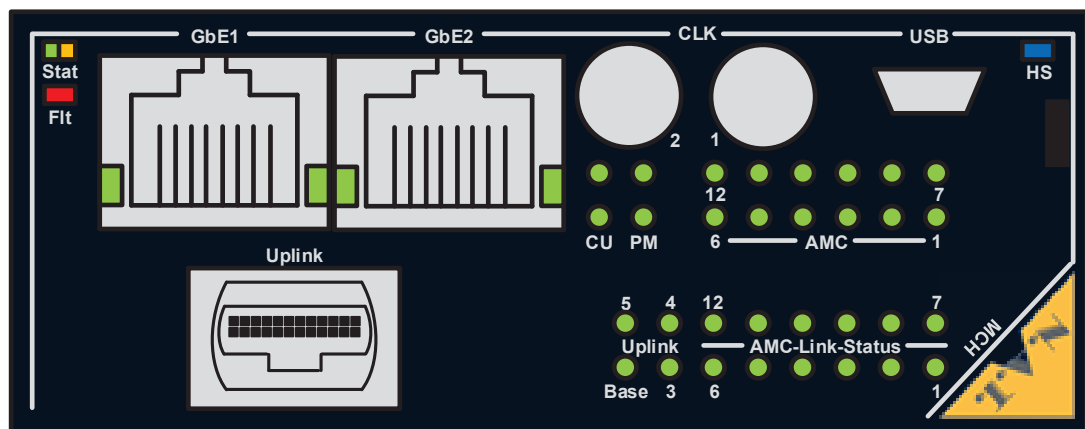 GbE1 GbE2 CLK USB
Stat HS
Flt
2 1
12 7
CU PM 6 AMC 1
Uplink
5 4 12 7
Uplink AMC-Link-Status
Base 3 6 1
MCH
N.A.T.